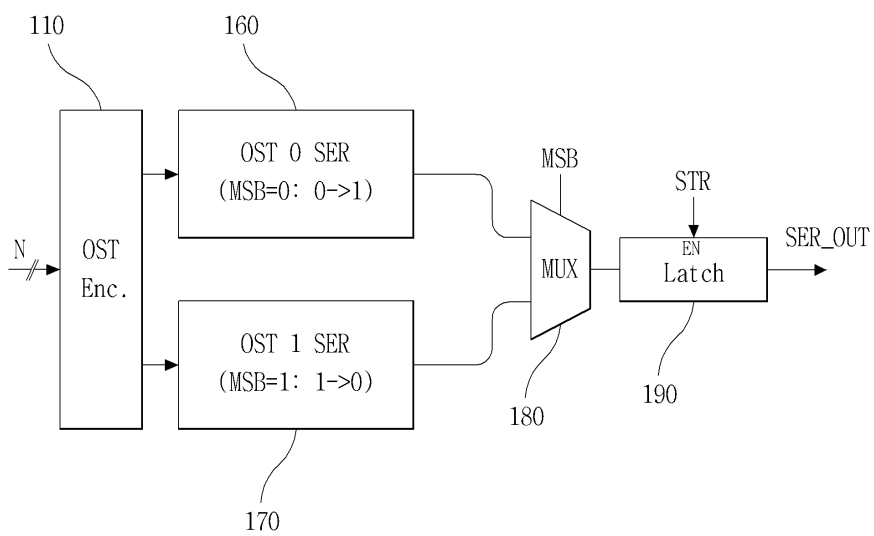 110
160
OST 0 SER
(MSB=0: 0->1)
MSB
STR
N
OST
Enc.
MUX
EN
Latch
SER_OUT
OST 1 SER
(MSB=1: 1->0)
180
190
170